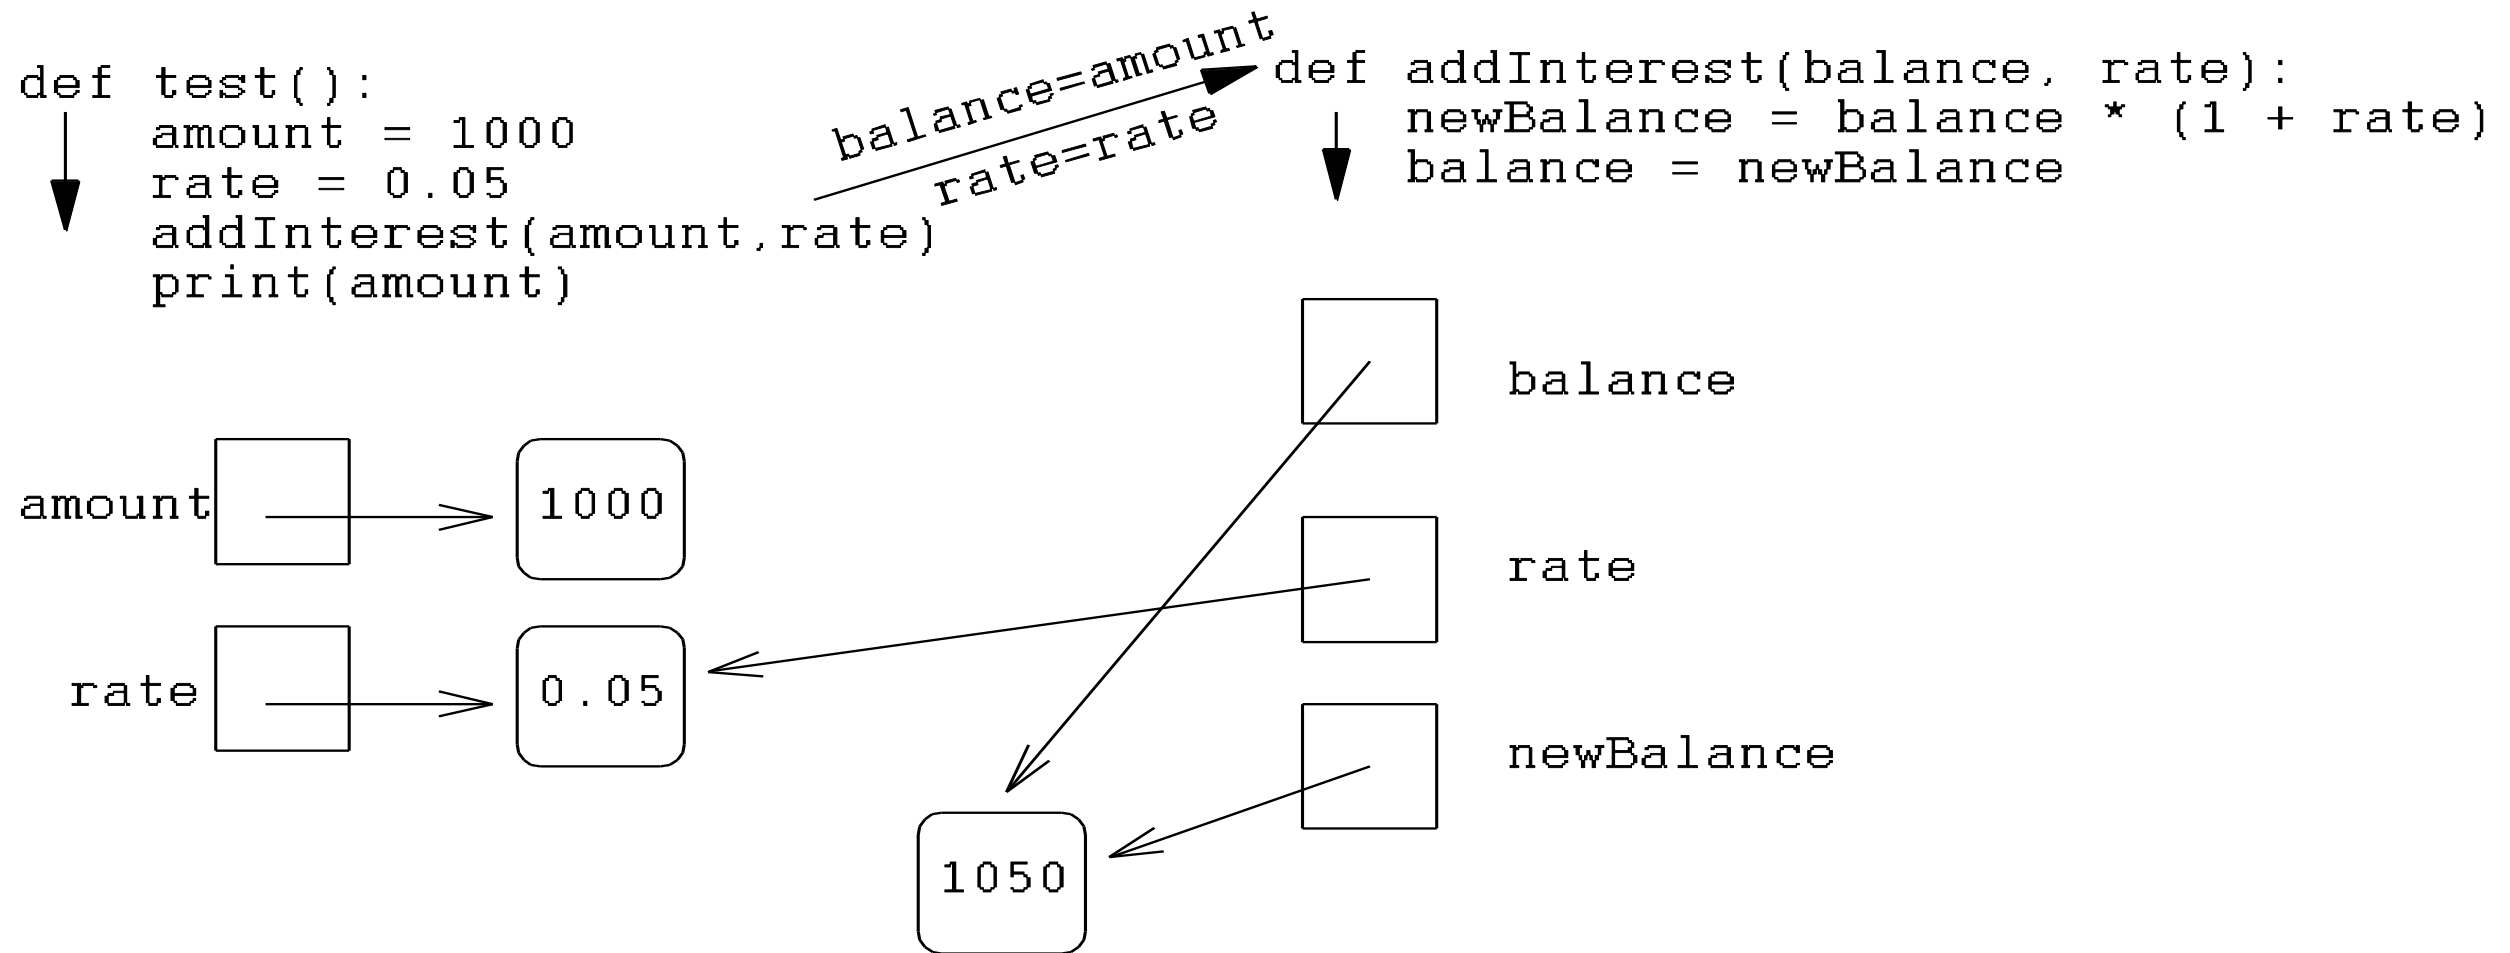 def test():
    amount = 1000
    rate = 0.05
    addInterest(amount,rate)
    print(amount)
balance=amount
rate=rate
def addInterest(balance, rate):
    newBalance = balance * (1 + rate)
    balance = newBalance
amount
1000
rate
0.05
balance
rate
newBalance
1050